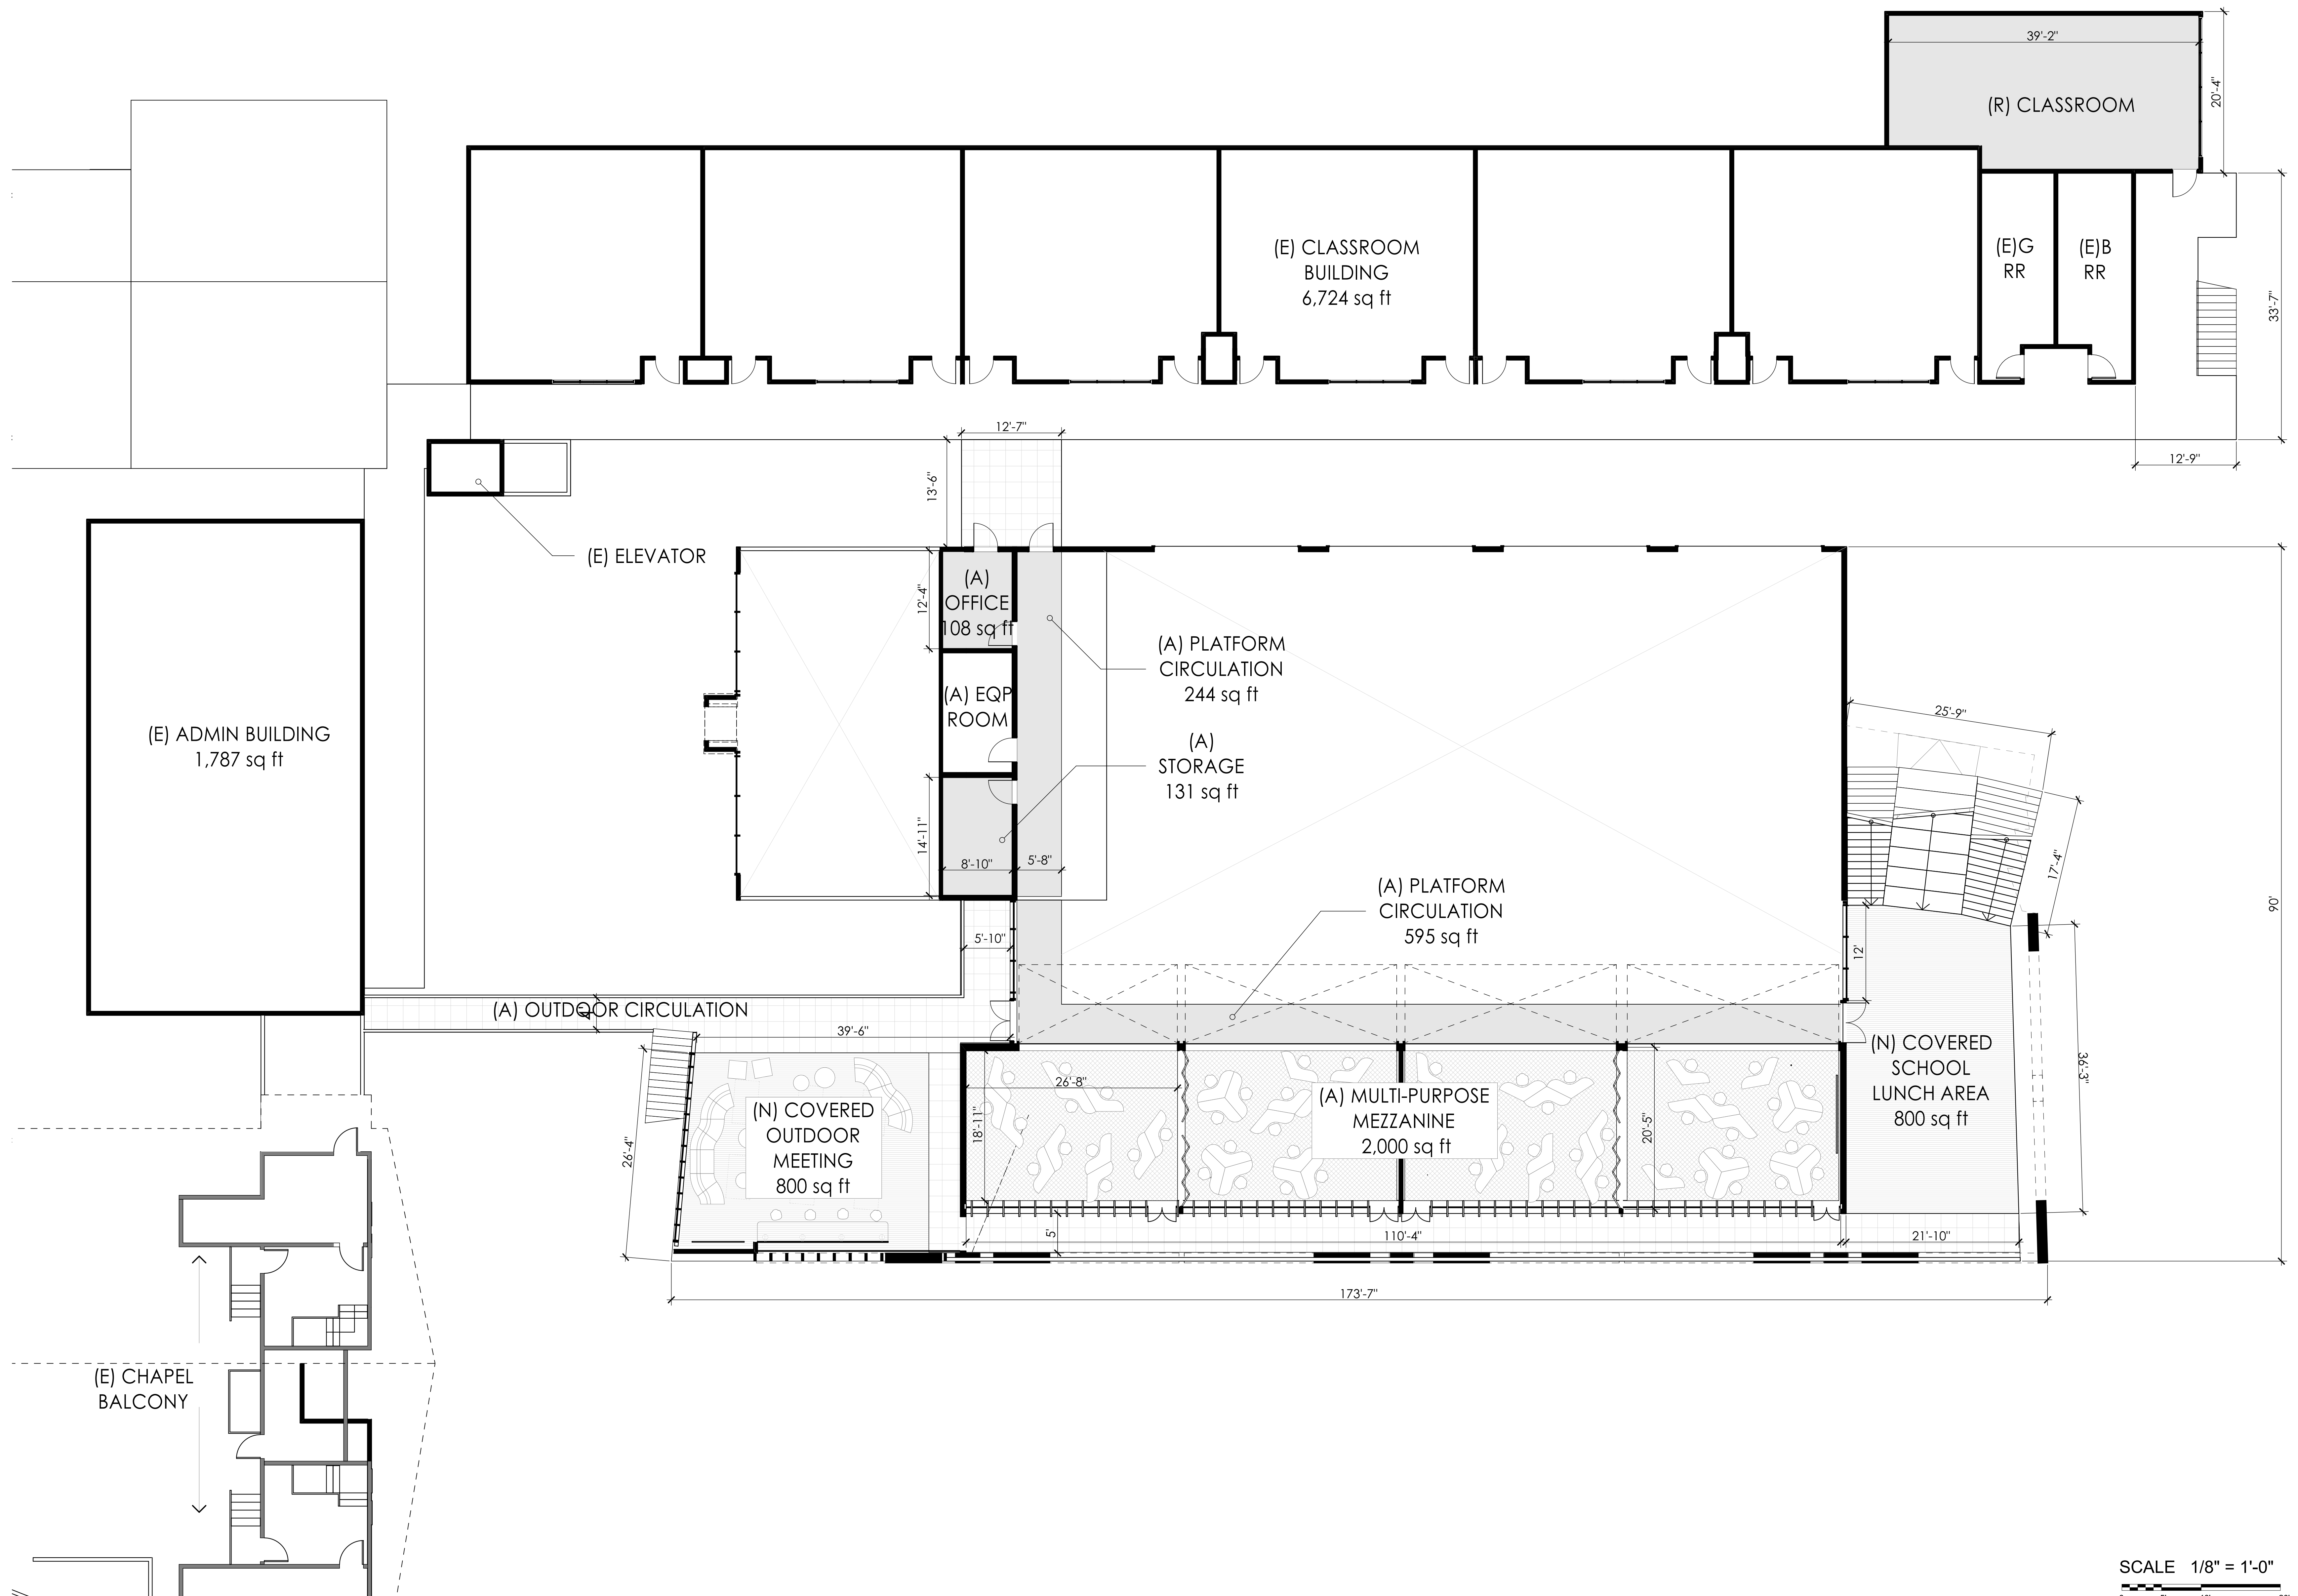 39'-2"
20'-4"
(R) CLASSROOM
(E) CLASSROOM
BUILDING
6,724 sq ft
(E)G
RR
(E)B
RR
33'-7"
12'-7"
12'-9"
13'-6"
(E) ELEVATOR
(A)
OFFICE
108 sq ft
12'-4"
(A) PLATFORM
CIRCULATION
244 sq ft
(A) EQP
ROOM
(E) ADMIN BUILDING
1,787 sq ft
(A)
STORAGE
131 sq ft
25'-9"
14'-11"
8'-10"
5'-8"
17'-4"
(A) PLATFORM
CIRCULATION
595 sq ft
90'
5'-10"
12'
(A) OUTDOOR CIRCULATION
39'-6"
(N) COVERED
SCHOOL
LUNCH AREA
800 sq ft
36'-3"
26'-8"
(N) COVERED
OUTDOOR
MEETING
800 sq ft
(A) MULTI-PURPOSE
MEZZANINE
2,000 sq ft
18'-11"
20'-5"
26'-4"
5'
110'-4"
21'-10"
173'-7"
(E) CHAPEL
BALCONY
SCALE 1/8" = 1'-0"